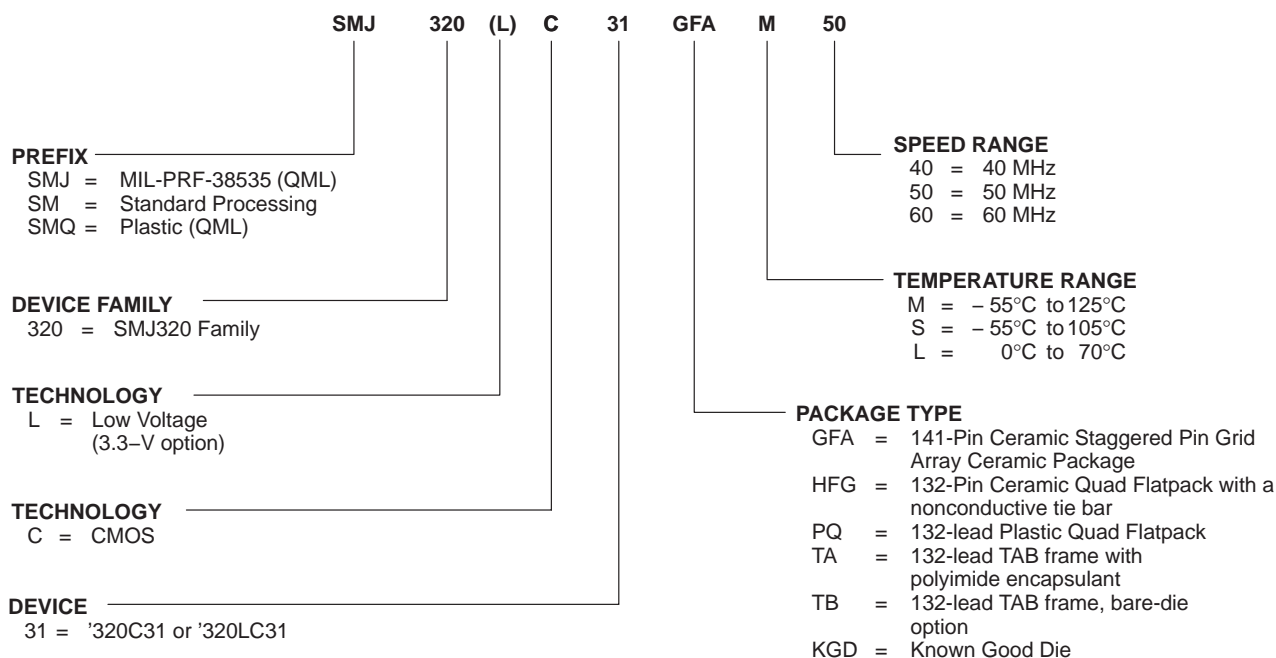 SMJ 320 (L) C 31 GFA M 50
PREFIX
SMJ = MIL-PRF-38535 (QML)
SM = Standard Processing
SMQ = Plastic (QML)
DEVICE FAMILY
320 = SMJ320 Family
TECHNOLOGY
L = Low Voltage
(3.3−V option)
TECHNOLOGY
C = CMOS
DEVICE
31 = '320C31 or '320LC31
SPEED RANGE
40 = 40 MHz
50 = 50 MHz
60 = 60 MHz
TEMPERATURE RANGE
M = − 55°C to 125°C
S = − 55°C to 105°C
L = 0°C to 70°C
PACKAGE TYPE
GFA = 141-Pin Ceramic Staggered Pin Grid
Array Ceramic Package
HFG = 132-Pin Ceramic Quad Flatpack with a
nonconductive tie bar
PQ = 132-lead Plastic Quad Flatpack
TA = 132-lead TAB frame with
polyimide encapsulant
TB = 132-lead TAB frame, bare-die
option
KGD = Known Good Die